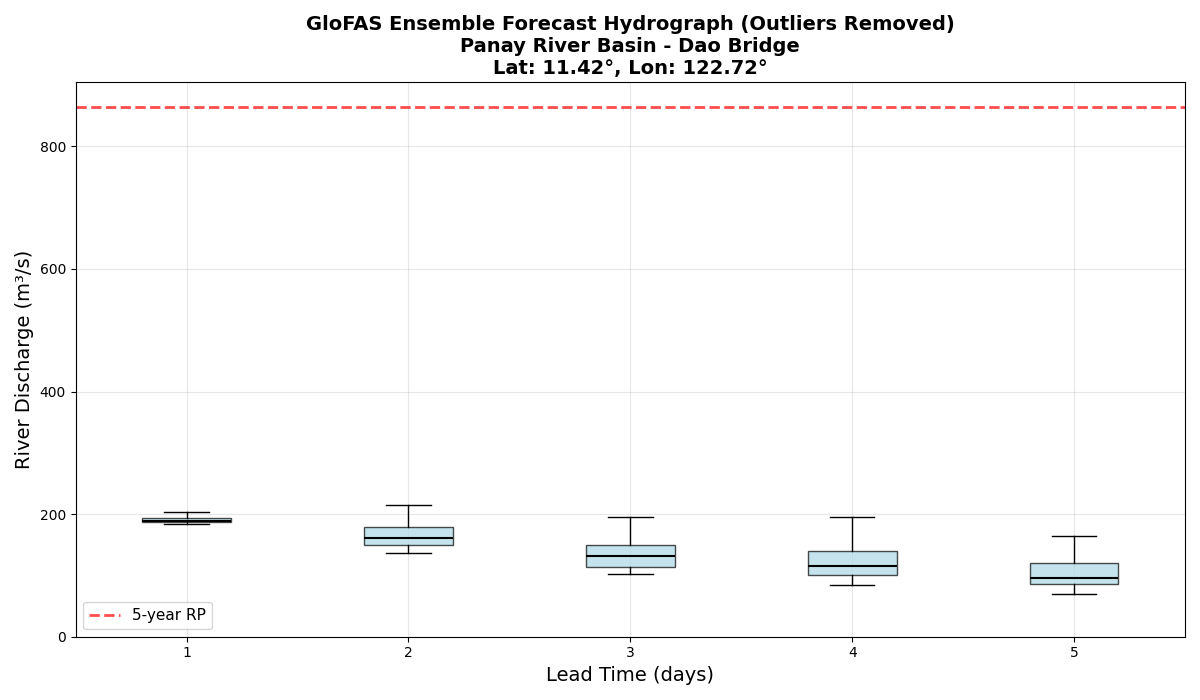 GloFAS Ensemble Forecast Hydrograph (Outliers Removed)
Panay River Basin - Dao Bridge
Lat: 11.42°, Lon: 122.72°
River Discharge (m³/s)
800
600
400
200
0
5-year RP
1 2 3 4 5
Lead Time (days)